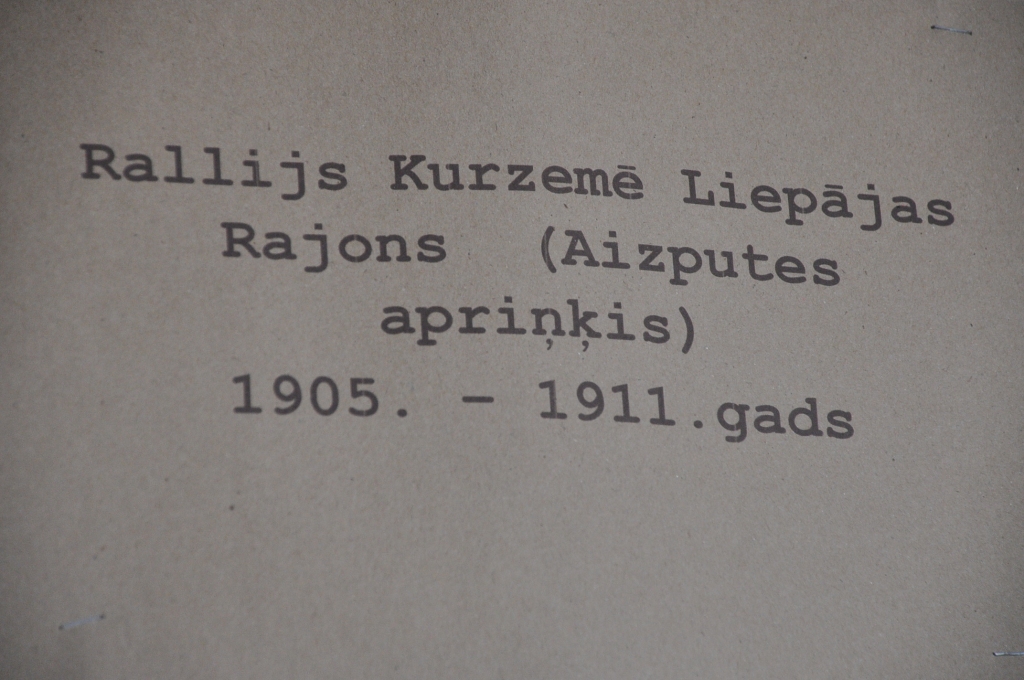 Rallijs Kurzemē Liepājas
Rajons (Aizputes
apriņķis)
1905. - 1911.gads